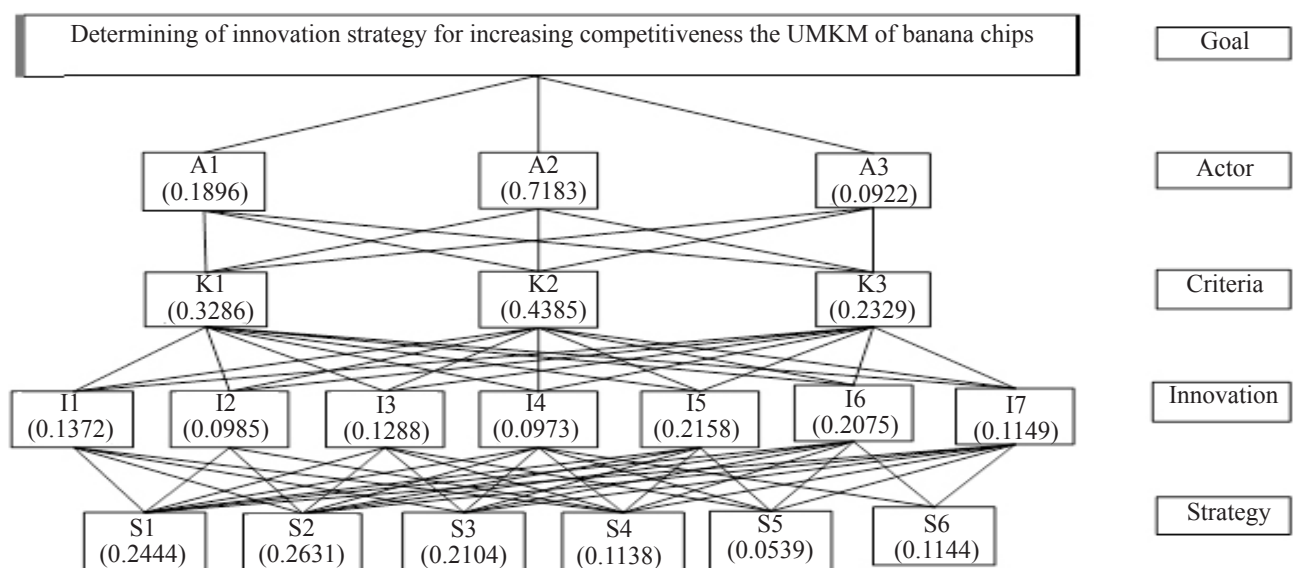 Determining of innovation strategy for increasing competitiveness the UMKM of banana chips
Goal
A1
(0.1896)
A2
(0.7183)
A3
(0.0922)
Actor
K1
(0.3286)
K2
(0.4385)
K3
(0.2329)
Criteria
I1
(0.1372)
I2
(0.0985)
I3
(0.1288)
I4
(0.0973)
I5
(0.2158)
I6
(0.2075)
I7
(0.1149)
Innovation
S1
(0.2444)
S2
(0.2631)
S3
(0.2104)
S4
(0.1138)
S5
(0.0539)
S6
(0.1144)
Strategy